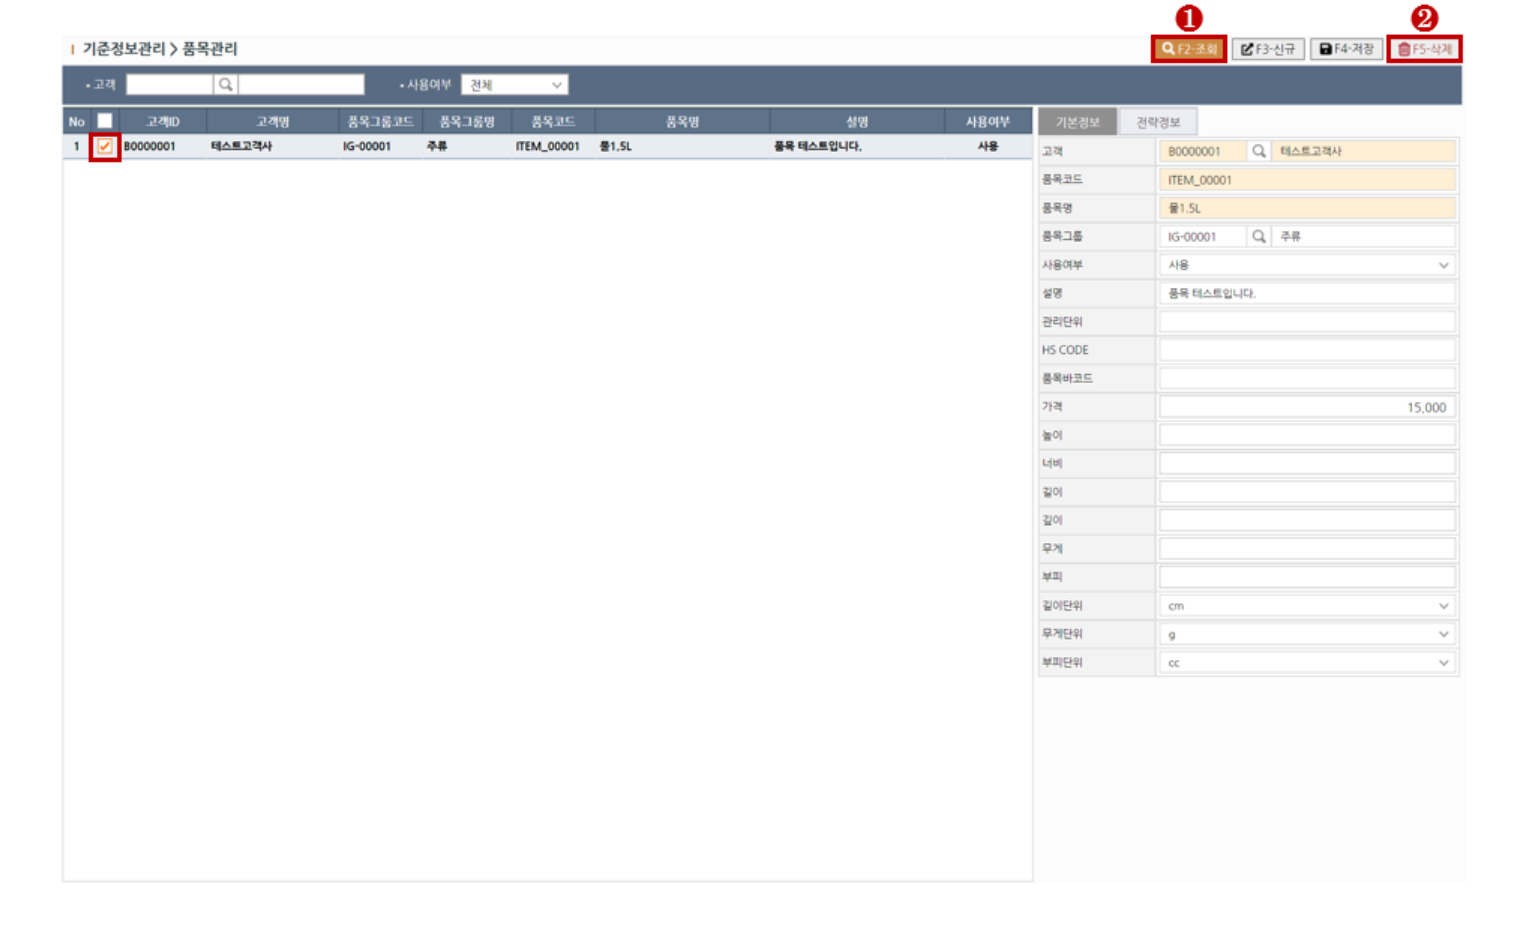 ❶ ❷
기준정보관리 > 품목관리
F2-조회 F3-신규 F4-저장 F5-삭제
고객 사용여부 전체
No 고객ID 고객명 품목그룹코드 품목그룹명 품목코드 품목명 설명 사용여부
1 B0000001 테스트고객사 IG-00001 주류 ITEM_00001 물1.5L 품목 테스트입니다. 사용
기본정보 전략정보
고객 B0000001 테스트고객사
품목코드 ITEM_00001
품목명 물1.5L
품목그룹 IG-00001 주류
사용여부 사용
설명 품목 테스트입니다.
관리단위
HS CODE
품목바코드
가격 15,000
높이
너비
길이
깊이
무게
부피
길이단위 cm
무게단위 g
부피단위 cc